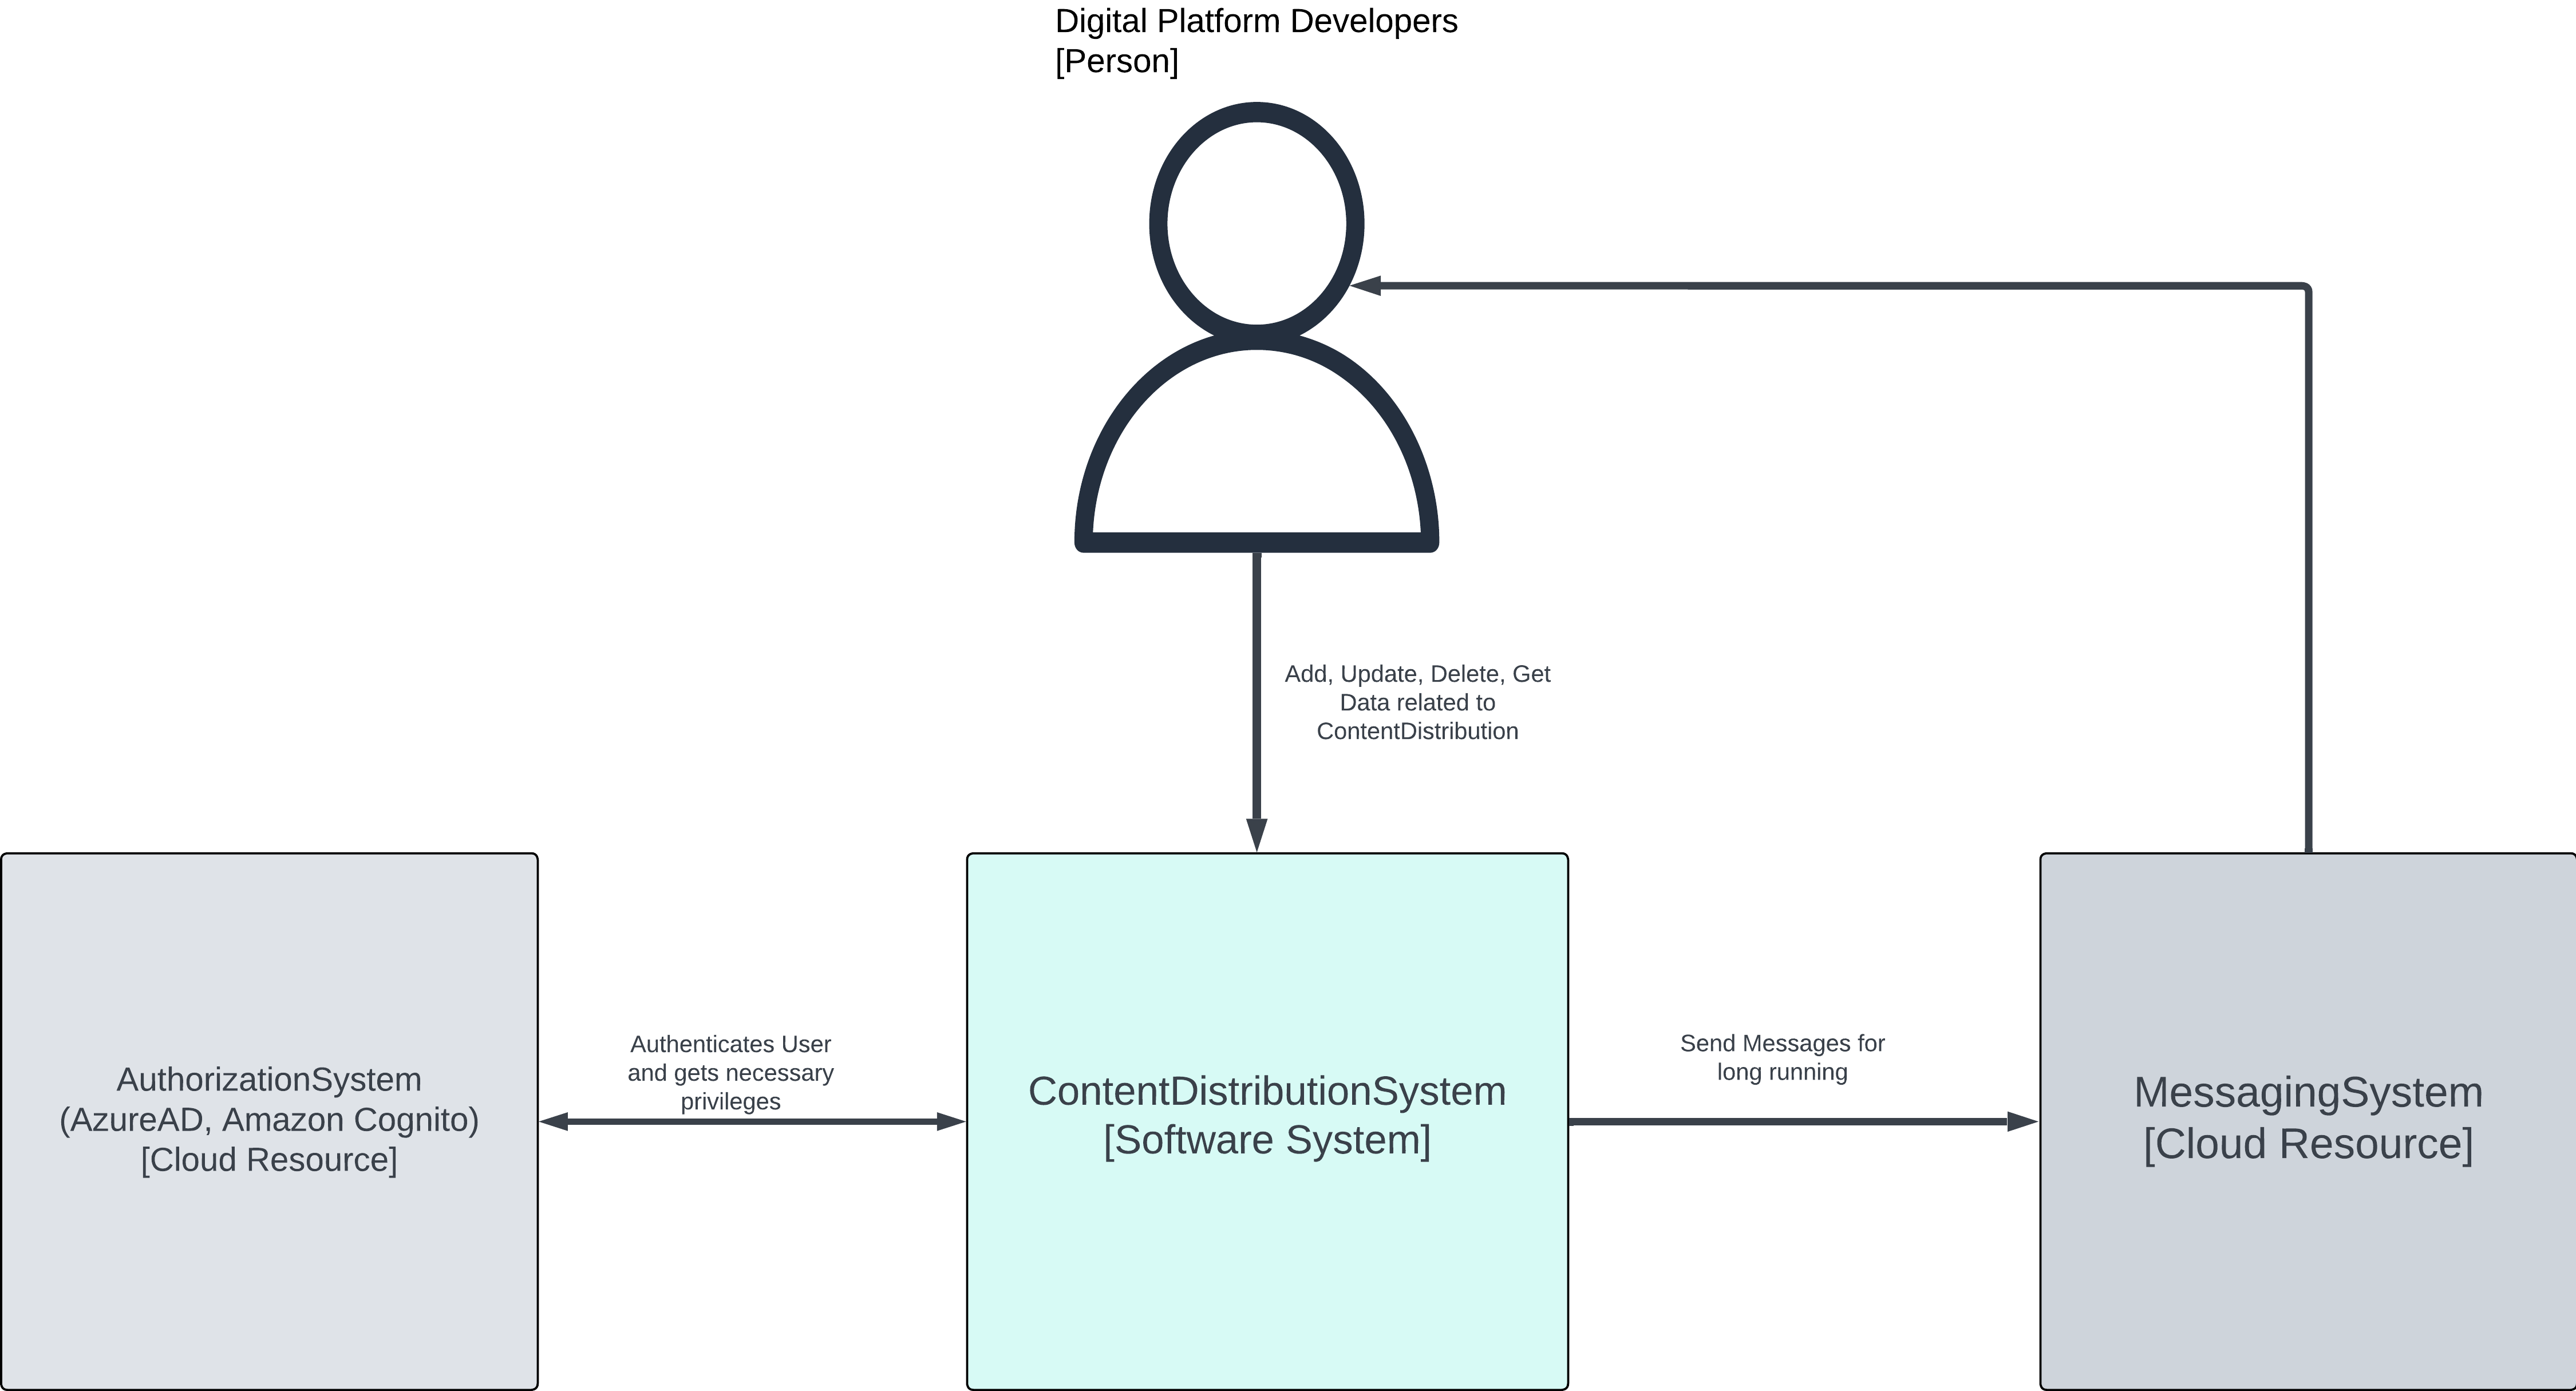 Digital Platform Developers
[Person]
Add, Update, Delete, Get
Data related to
ContentDistribution
AuthorizationSystem
(AzureAD, Amazon Cognito)
[Cloud Resource]
Authenticates User
and gets necessary
privileges
ContentDistributionSystem
[Software System]
Send Messages for
long running
MessagingSystem
[Cloud Resource]